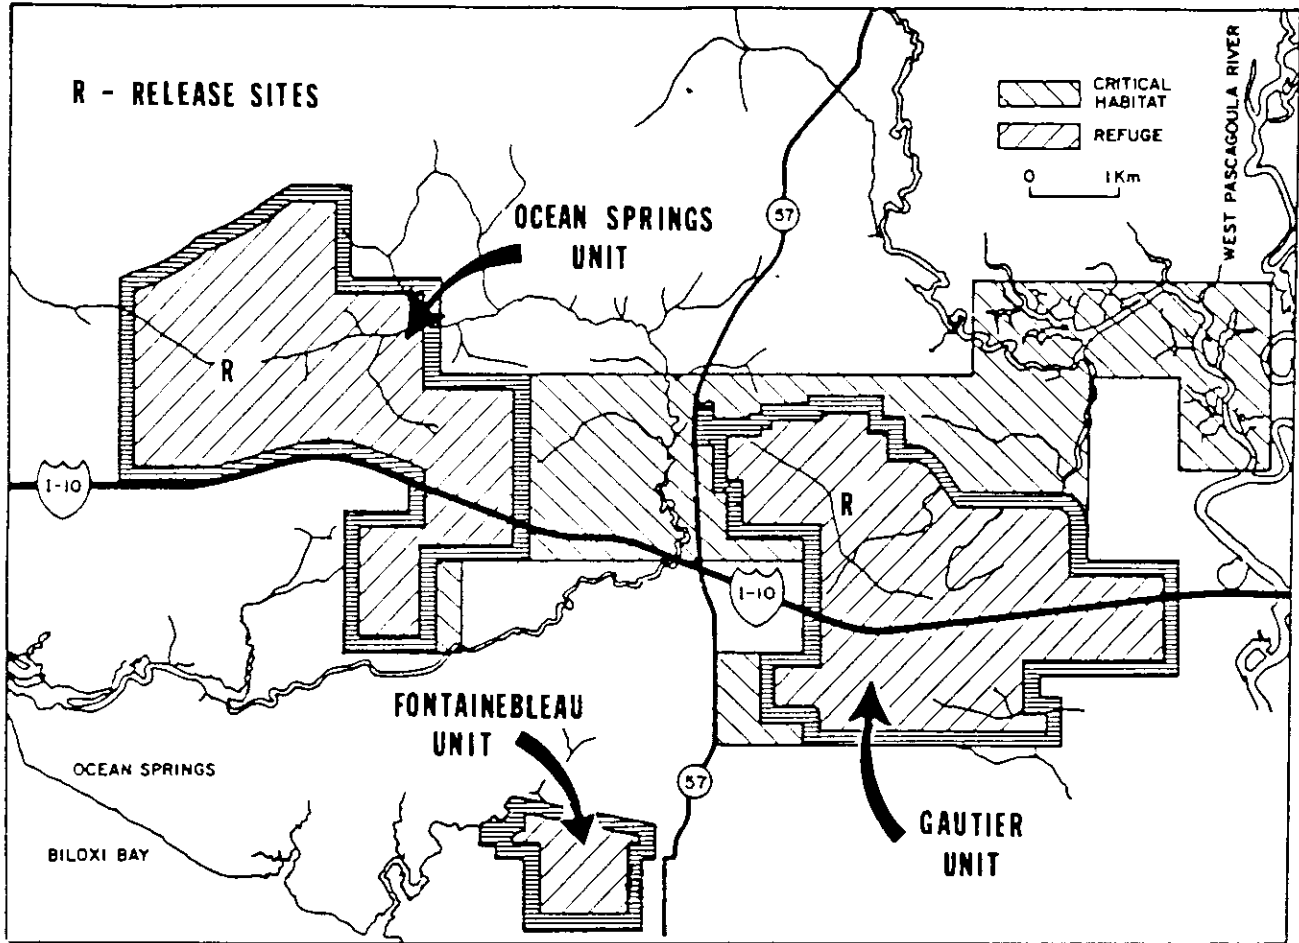 R - RELEASE SITES
CRITICAL
HABITAT
REFUGE
0 1Km
WEST PASCAGOULA RIVER
57
OCEAN SPRINGS
UNIT
R
I-10
R
I-10
FONTAINEBLEAU
UNIT
OCEAN SPRINGS
57
BILOXI BAY
GAUTIER
UNIT